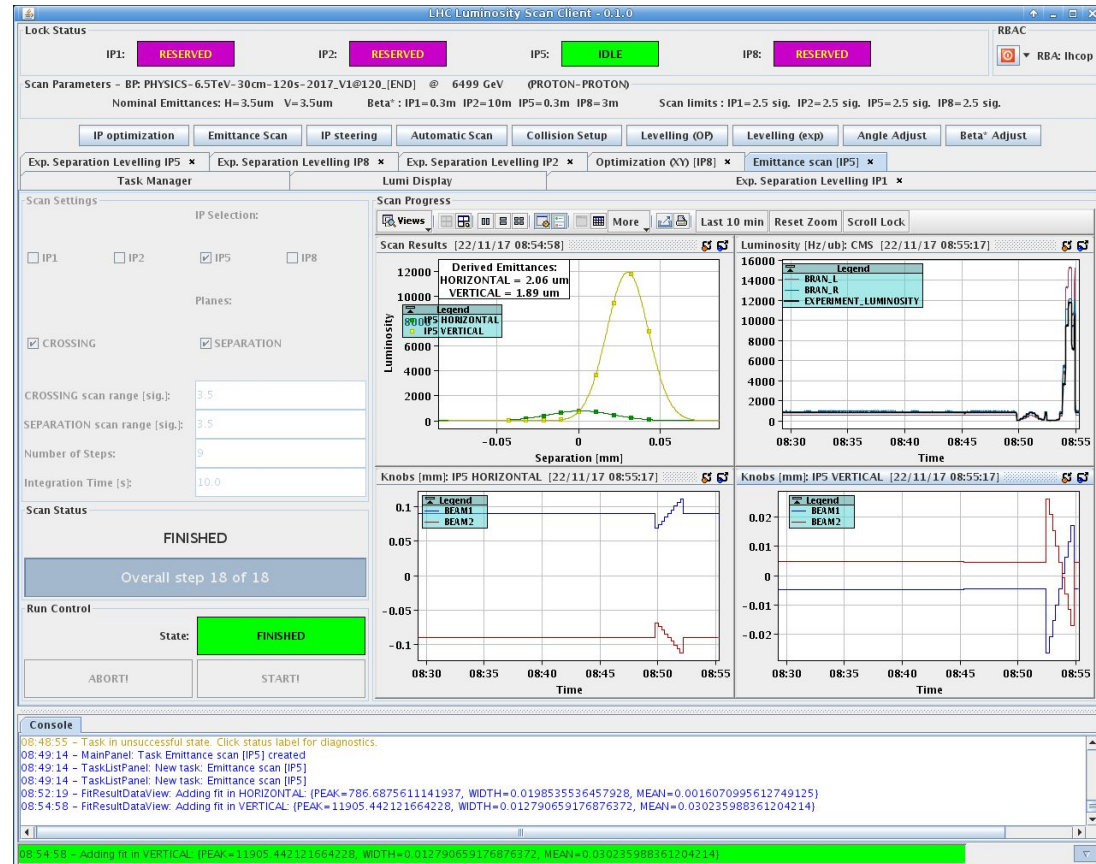 LHC Luminosity Scan Client - 0.1.0
Lock Status
RBAC
IP1: RESERVED IP2: RESERVED IP5: IDLE IP8: RESERVED
RBA: lhcop
Scan Parameters - BP: PHYSICS-6.5TeV-30cm-120s-2017_V1@120_[END] @ 6499 GeV (PROTON-PROTON)
Nominal Emittances: H=3.5um V=3.5um Beta*: IP1=0.3m IP2=10m IP5=0.3m IP8=3m Scan limits: IP1=2.5 sig. IP2=2.5 sig. IP5=2.5 sig. IP8=2.5 sig.
IP optimization Emittance Scan IP steering Automatic Scan Collision Setup Levelling (OP) Levelling (exp) Angle Adjust Beta* Adjust
Exp. Separation Levelling IP5 Exp. Separation Levelling IP8 Exp. Separation Levelling IP2 Optimization (XY) [IP8] Emittance scan [IP5]
Task Manager Lumi Display Exp. Separation Levelling IP1
Scan Settings
IP Selection:
IP1 IP2 IP5 IP8
Planes:
CROSSING SEPARATION
CROSSING scan range [sig.]: 3.5
SEPARATION scan range [sig.]: 3.5
Number of Steps: 9
Integration Time [s]: 10.0
Scan Status
FINISHED
Overall step 18 of 18
Run Control
State: FINISHED
ABORT! START!
Scan Progress
Views More Last 10 min Reset Zoom Scroll Lock
Scan Results [22/11/17 08:54:58]
Derived Emittances:
HORIZONTAL = 2.06 um
VERTICAL = 1.89 um
Legend
IP5 HORIZONTAL
IP5 VERTICAL
Luminosity
12000
10000
8000
6000
4000
2000
0
-0.05 0 0.05
Separation [mm]
Luminosity [Hz/ub]: CMS [22/11/17 08:55:17]
Legend
BRAN_L
BRAN_R
EXPERIMENT_LUMINOSITY
16000
14000
12000
10000
8000
6000
4000
2000
0
08:30 08:35 08:40 08:45 08:50 08:55
Time
Knobs [mm]: IP5 HORIZONTAL [22/11/17 08:55:17]
Legend
BEAM1
BEAM2
0.1
0.05
0
-0.05
-0.1
08:30 08:35 08:40 08:45 08:50 08:55
Time
Knobs [mm]: IP5 VERTICAL [22/11/17 08:55:17]
Legend
BEAM1
BEAM2
0.02
0.01
0
-0.01
-0.02
08:30 08:35 08:40 08:45 08:50 08:55
Time
Console
08:48:55 - Task in unsuccessful state. Click status label for diagnostics.
08:49:14 - MainPanel: Task Emittance scan [IP5] created
08:49:14 - TaskListPanel: New task: Emittance scan [IP5]
08:49:14 - TaskListPanel: New task: Emittance scan [IP5]
08:52:19 - FitResultDataView: Adding fit in HORIZONTAL: {PEAK=786.6875611141937, WIDTH=0.0198535536457928, MEAN=0.0016070995612749125}
08:54:58 - FitResultDataView: Adding fit in VERTICAL: {PEAK=11905.442121664228, WIDTH=0.012790659176876372, MEAN=0.030235988361204214}
08:54:58 - Adding fit in VERTICAL: {PEAK=11905.442121664228, WIDTH=0.012790659176876372, MEAN=0.030235988361204214}